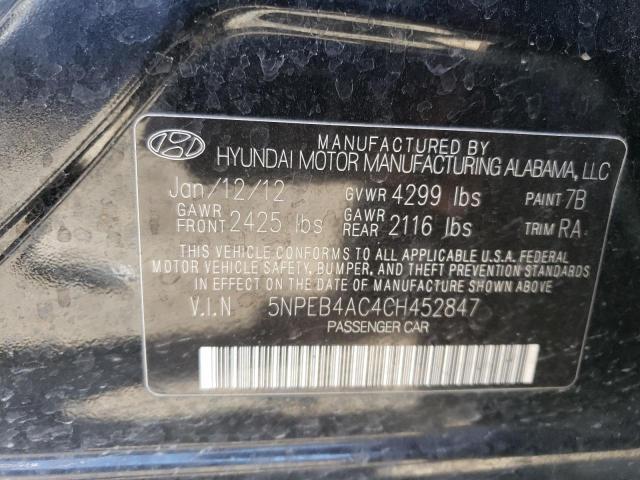 MANUFACTURED BY
HYUNDAI MOTOR MANUFACTURING ALABAMA, LLC
Jan/12/12 GVWR 4299 lbs PAINT 7B
GAWR FRONT 2425 lbs GAWR REAR 2116 lbs TRIM RA
THIS VEHICLE CONFORMS TO ALL APPLICABLE U.S.A. FEDERAL
MOTOR VEHICLE SAFETY, BUMPER, AND THEFT PREVENTION STANDARDS
IN EFFECT ON THE DATE OF MANUFACTURE SHOWN ABOVE.
V.I.N 5NPEB4AC4CH452847
PASSENGER CAR